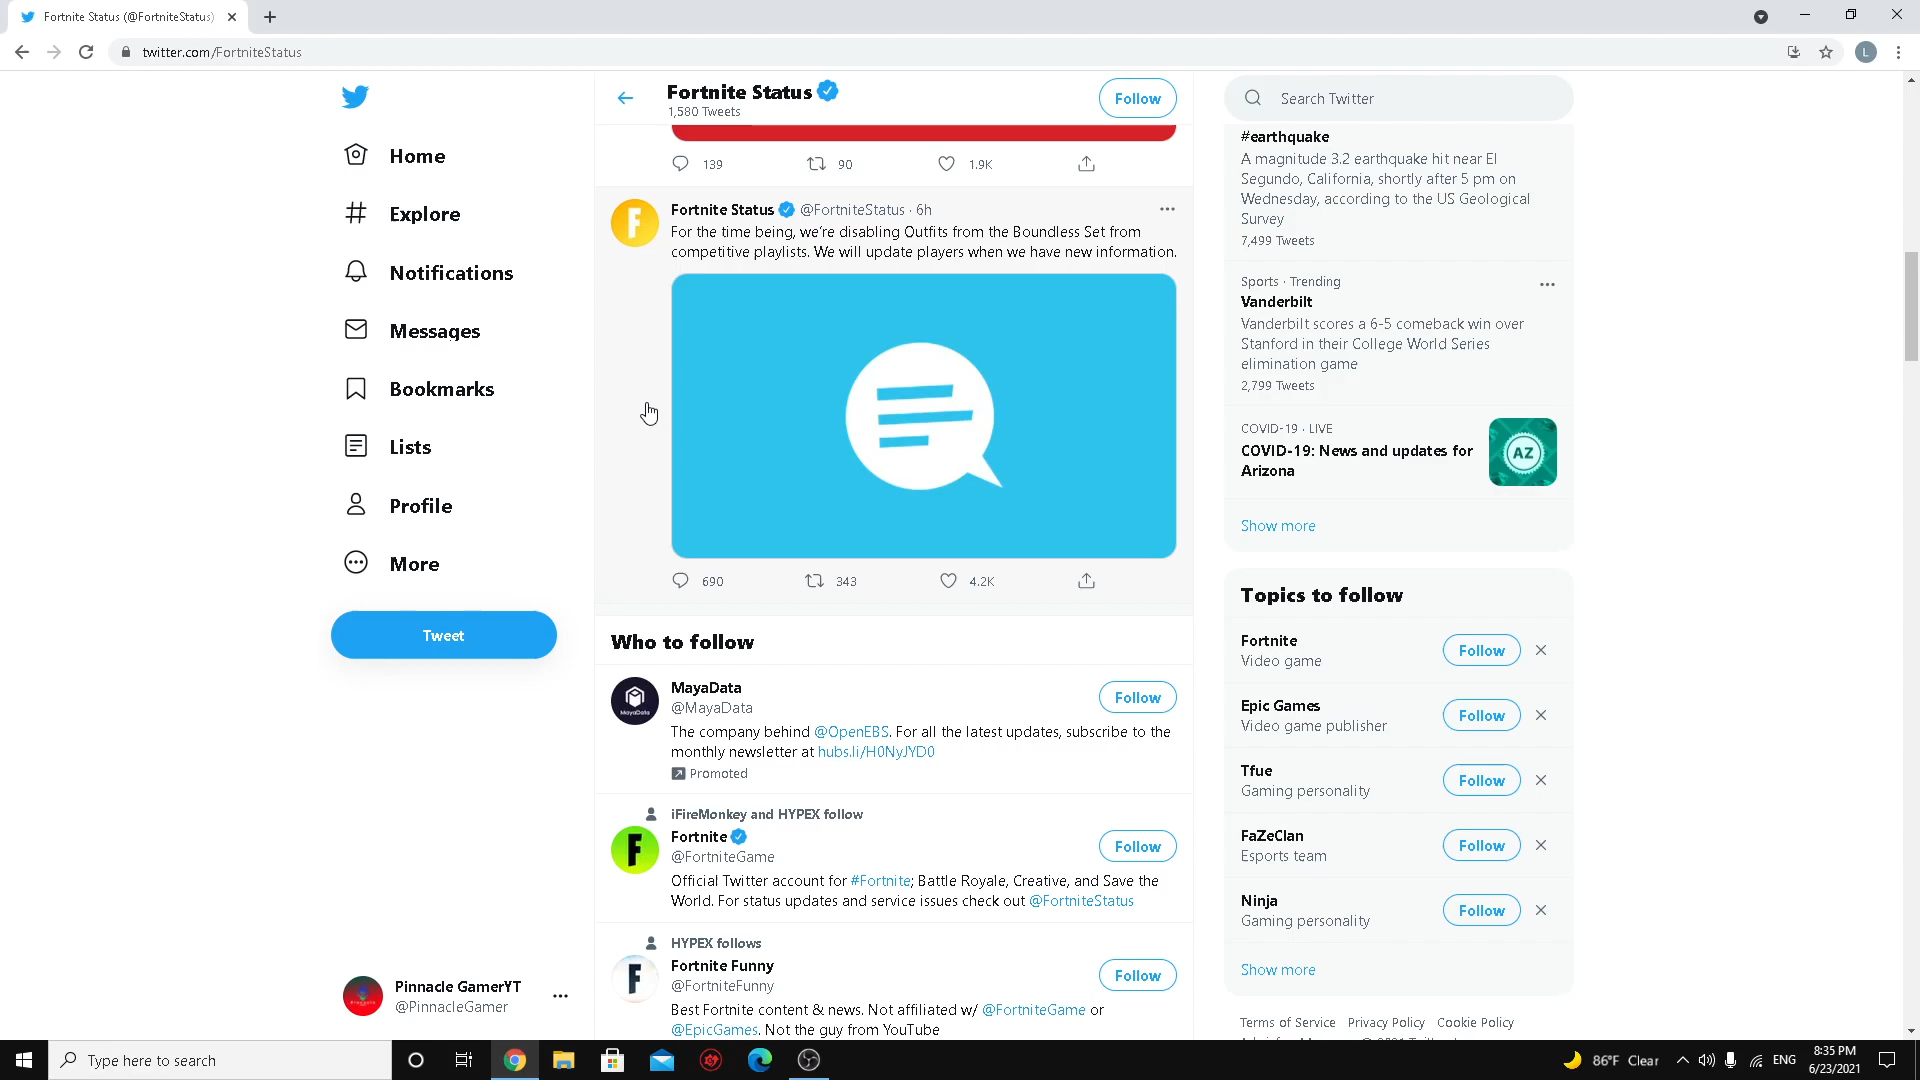 Fortnite Status (@FortniteStatus)
twitter.com/FortniteStatus
L
Home
Explore
Notifications
Messages
Bookmarks
Lists
Profile
More
Tweet
Pinnacle GamerYT
@PinnacleGamer
Fortnite Status
1,580 Tweets
Follow
139 90 1.9K
Fortnite Status @FortniteStatus · 6h
For the time being, we’re disabling Outfits from the Boundless Set from
competitive playlists. We will update players when we have new information.
690 343 4.2K
Who to follow
MayaData
@MayaData
Follow
The company behind @OpenEBS. For all the latest updates, subscribe to the
monthly newsletter at hubs.li/H0NyJYD0
Promoted
iFireMonkey and HYPEX follow
Fortnite
@FortniteGame
Follow
Official Twitter account for #Fortnite; Battle Royale, Creative, and Save the
World. For status updates and service issues check out @FortniteStatus
HYPEX follows
Fortnite Funny
@FortniteFunny
Follow
Best Fortnite content & news. Not affiliated w/ @FortniteGame or
@EpicGames. Not the guy from YouTube
Search Twitter
#earthquake
A magnitude 3.2 earthquake hit near El
Segundo, California, shortly after 5 pm on
Wednesday, according to the US Geological
Survey
7,499 Tweets
Sports · Trending
Vanderbilt
Vanderbilt scores a 6-5 comeback win over
Stanford in their College World Series
elimination game
2,799 Tweets
COVID-19 · LIVE
COVID-19: News and updates for
Arizona
AZ
Show more
Topics to follow
Fortnite
Video game
Follow
Epic Games
Video game publisher
Follow
Tfue
Gaming personality
Follow
FaZeClan
Esports team
Follow
Ninja
Gaming personality
Follow
Show more
Terms of Service Privacy Policy Cookie Policy
Type here to search
86°F Clear
ENG
8:35 PM
6/23/2021